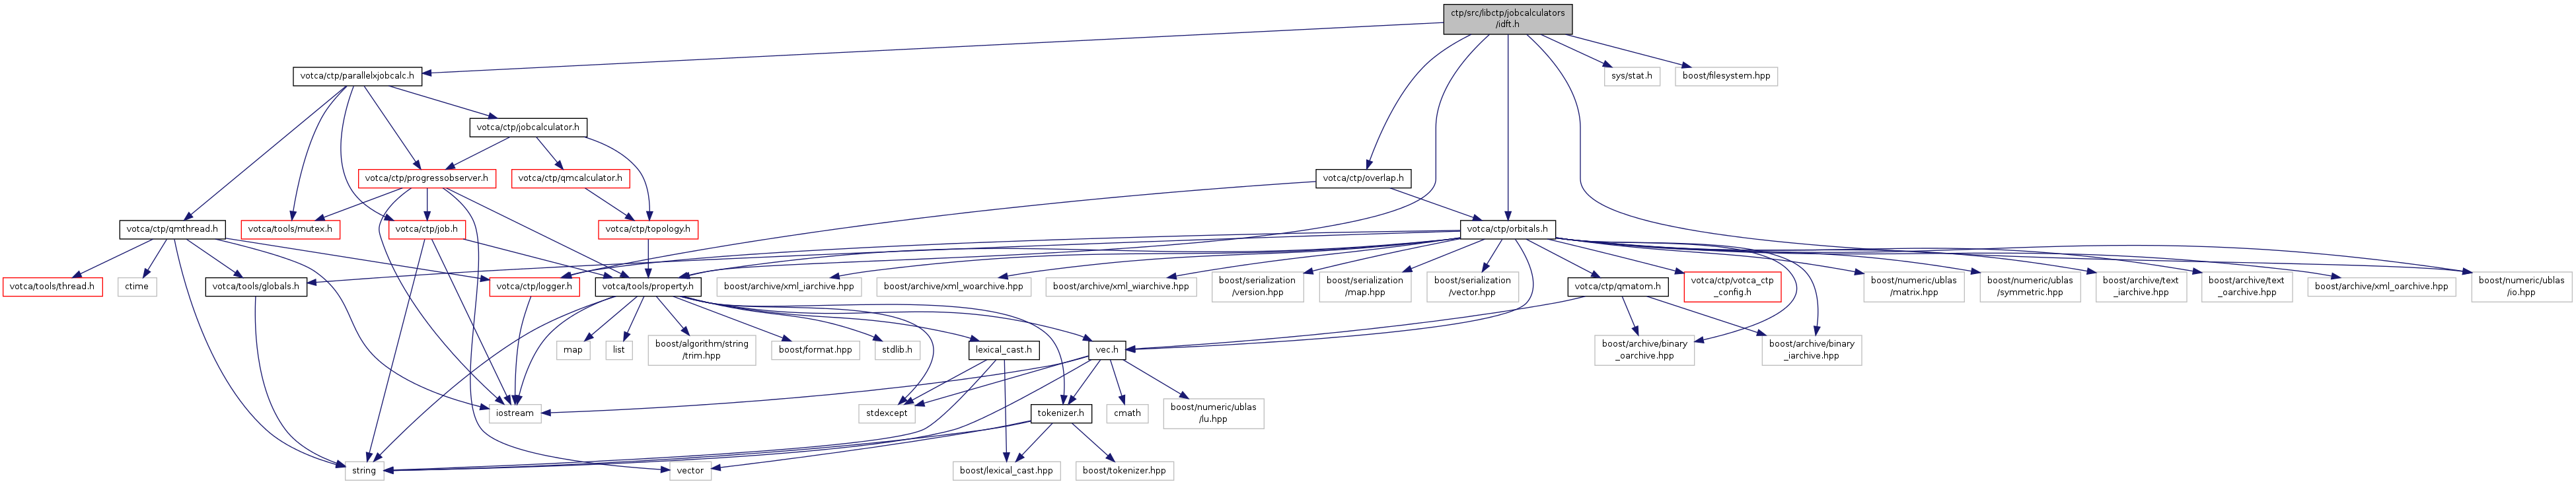 ctp/src/libctp/jobcalculators
/idft.h
votca/ctp/parallelxjobcalc.h
sys/stat.h
boost/filesystem.hpp
votca/ctp/jobcalculator.h
votca/ctp/progressobserver.h
votca/ctp/qmcalculator.h
votca/ctp/overlap.h
votca/ctp/qmthread.h
votca/tools/mutex.h
votca/ctp/job.h
votca/ctp/topology.h
votca/ctp/orbitals.h
votca/tools/thread.h
ctime
votca/tools/globals.h
votca/ctp/logger.h
votca/tools/property.h
boost/archive/xml_iarchive.hpp
boost/archive/xml_woarchive.hpp
boost/archive/xml_wiarchive.hpp
boost/serialization
/version.hpp
boost/serialization
/map.hpp
boost/serialization
/vector.hpp
votca/ctp/qmatom.h
votca/ctp/votca_ctp
_config.h
boost/numeric/ublas
/matrix.hpp
boost/numeric/ublas
/symmetric.hpp
boost/archive/text
_iarchive.hpp
boost/archive/text
_oarchive.hpp
boost/archive/xml_oarchive.hpp
boost/numeric/ublas
/io.hpp
map
list
boost/algorithm/string
/trim.hpp
boost/format.hpp
stdlib.h
lexical_cast.h
vec.h
boost/archive/binary
_oarchive.hpp
boost/archive/binary
_iarchive.hpp
iostream
stdexcept
tokenizer.h
cmath
boost/numeric/ublas
/lu.hpp
string
vector
boost/lexical_cast.hpp
boost/tokenizer.hpp